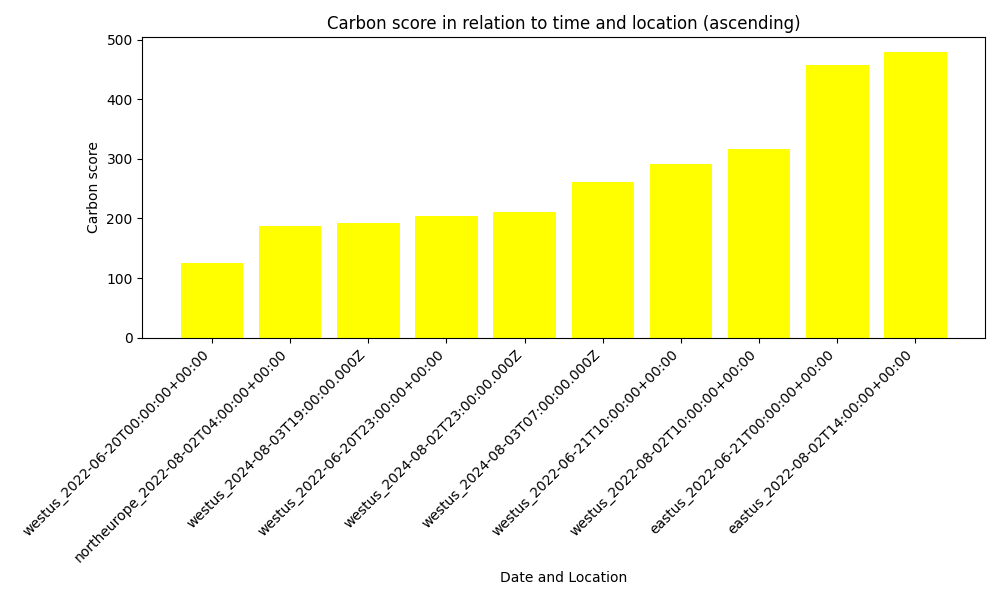 Carbon score in relation to time and location (ascending)
500
400
300
200
100
0
Carbon score
westus_2022-06-20T00:00:00+00:00
northeurope_2022-08-02T04:00:00+00:00
westus_2024-08-03T19:00:00.000Z
westus_2022-06-20T23:00:00+00:00
westus_2024-08-02T23:00:00.000Z
westus_2024-08-03T07:00:00.000Z
westus_2022-06-21T10:00:00+00:00
westus_2022-08-02T10:00:00+00:00
eastus_2022-06-21T00:00:00+00:00
eastus_2022-08-02T14:00:00+00:00
Date and Location